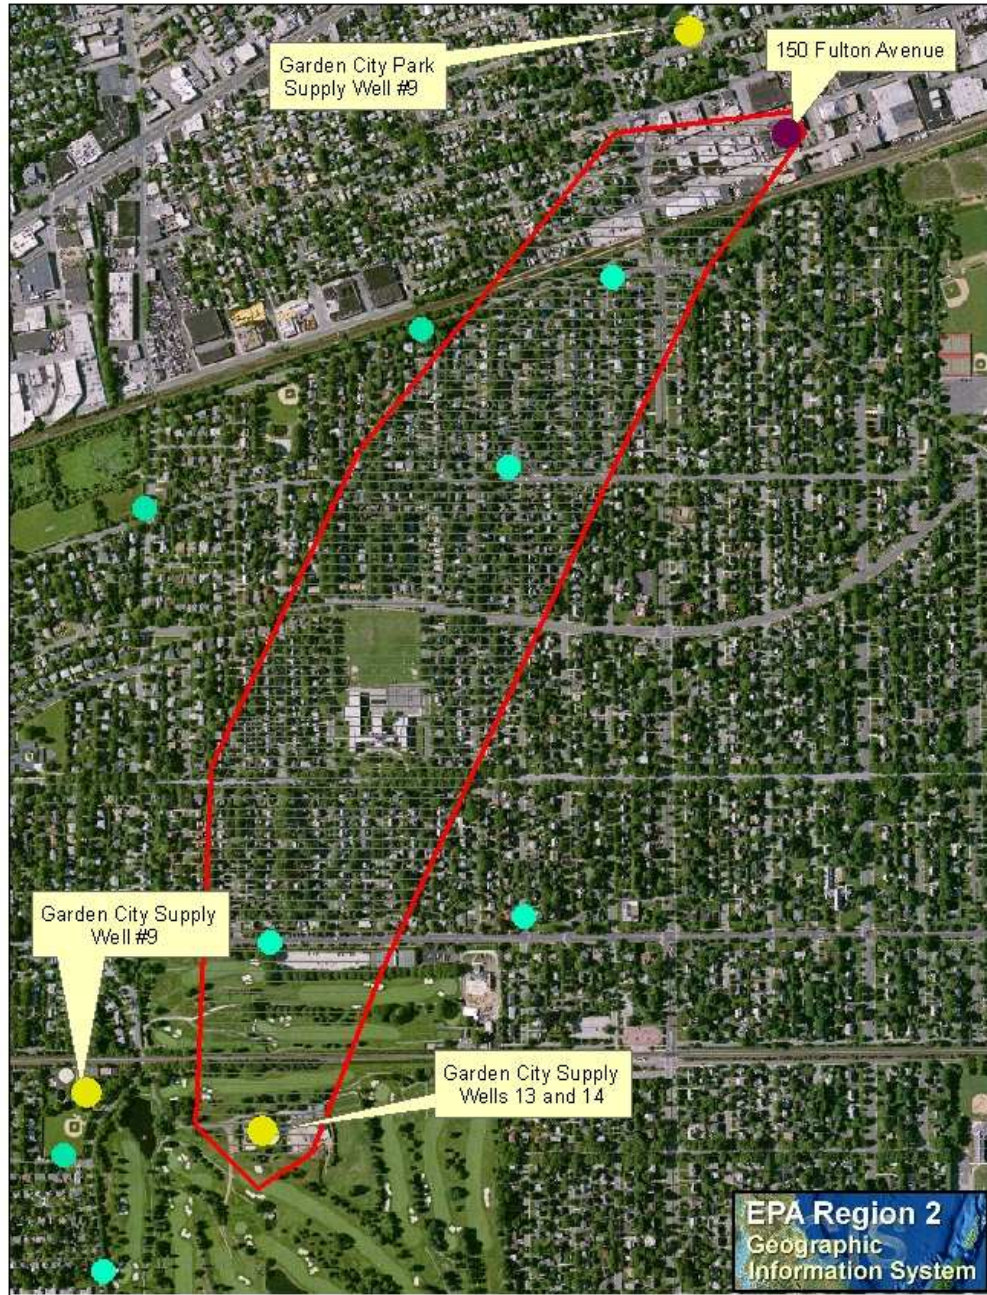 Garden City Park
Supply Well #9
150 Fulton Avenue
Garden City Supply
Well #9
Garden City Supply
Wells 13 and 14
EPA Region 2
Geographic
Information System